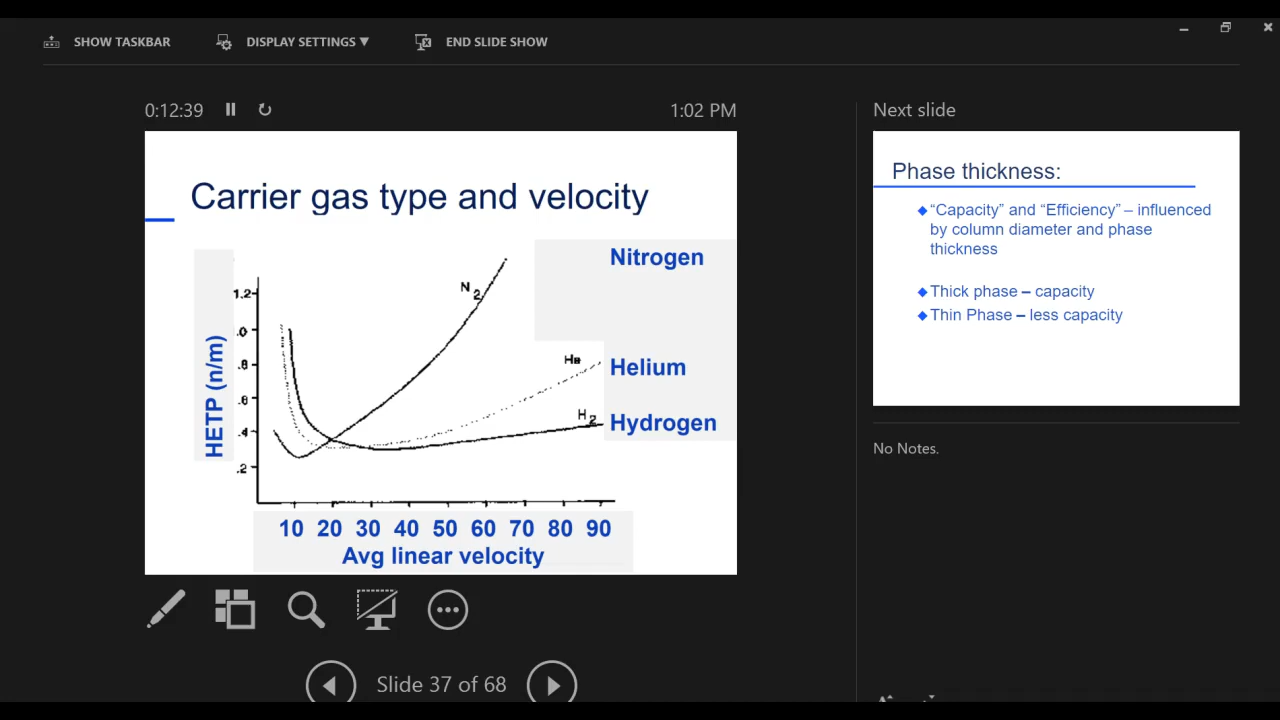 SHOW TASKBAR
DISPLAY SETTINGS ▼
END SLIDE SHOW
0:12:39
1:02 PM
Next slide
Carrier gas type and velocity
HETP (n/m)
1.2
.0
.8
.6
.4
.2
N2
He
H2
Nitrogen
Helium
Hydrogen
10 20 30 40 50 60 70 80 90
Avg linear velocity
Slide 37 of 68
Phase thickness:
◆“Capacity” and “Efficiency” – influenced
by column diameter and phase
thickness
◆Thick phase – capacity
◆Thin Phase – less capacity
No Notes.